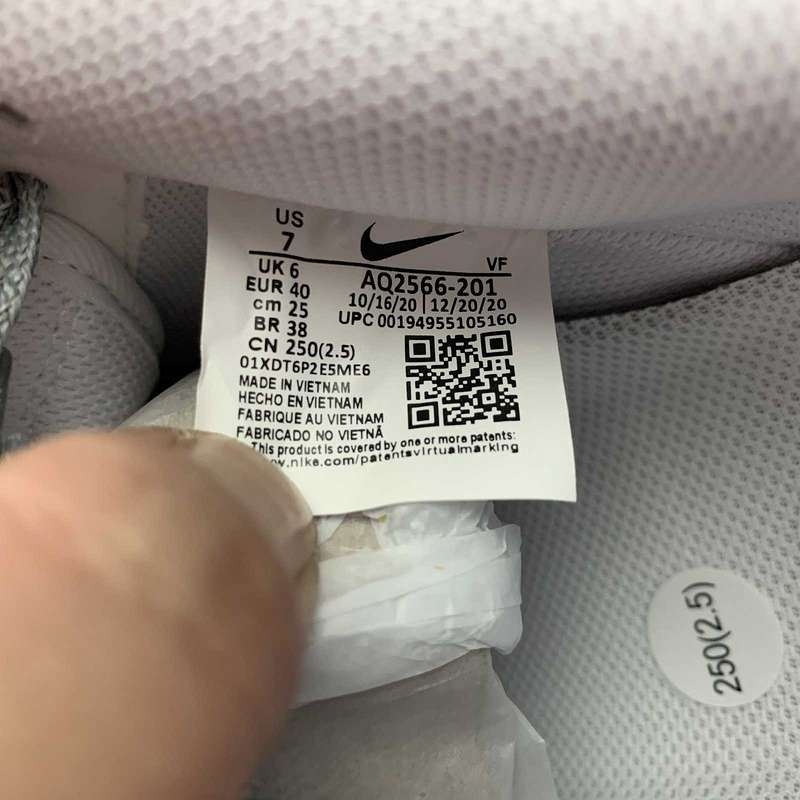 US
7
UK 6
EUR 40
cm 25
BR 38
CN 250(2.5)
VF
AQ2566-201
10/16/20 | 12/20/20
UPC 00194955105160
01XDT6P2E5ME6
MADE IN VIETNAM
HECHO EN VIETNAM
FABRIQUE AU VIETNAM
FABRICADO NO VIETNÃ
This product is covered by one or more patents:
.nike.com/patentsvirtualmarking
250(2.5)